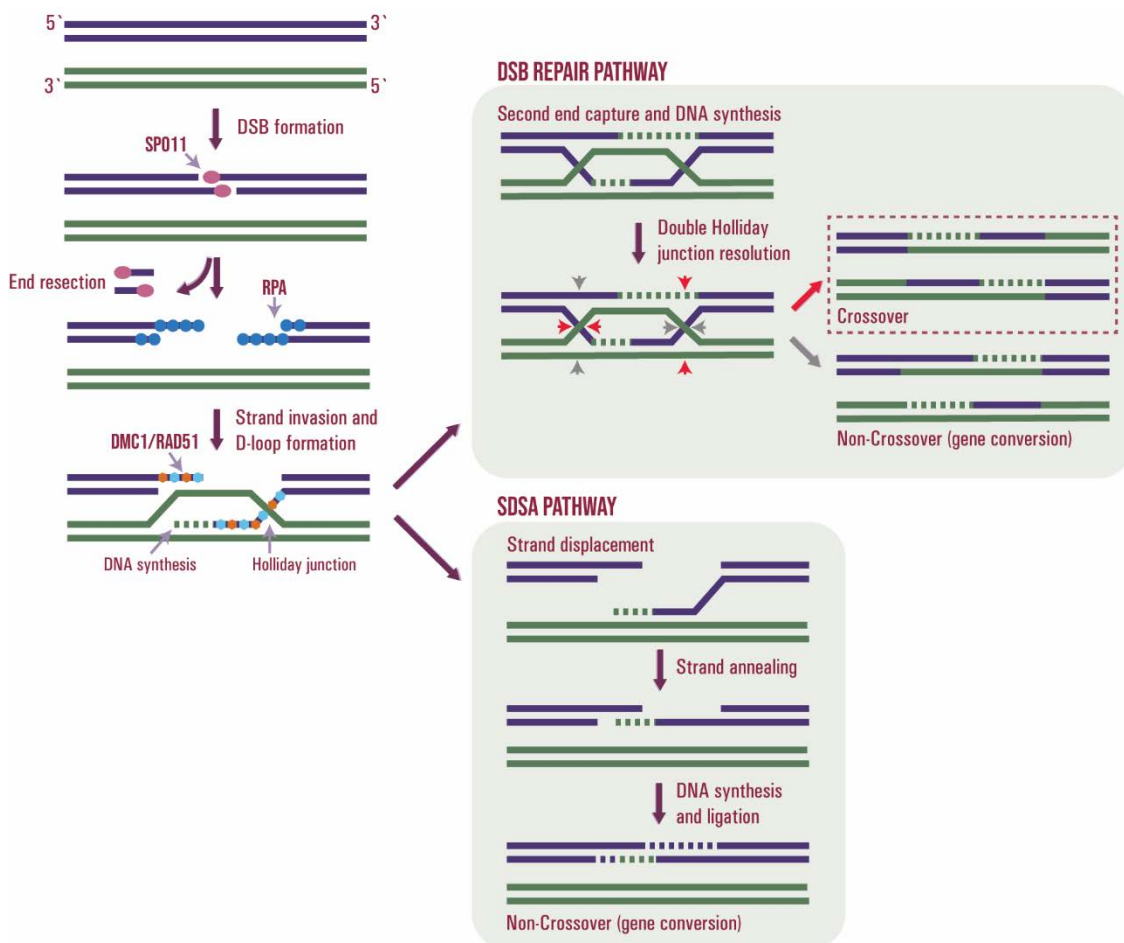 5` 3`
3` 5`
DSB formation
SPO11
End resection
RPA
Strand invasion and
D-loop formation
DMC1/RAD51
DNA synthesis
Holliday junction
DSB REPAIR PATHWAY
Second end capture and DNA synthesis
Double Holliday
junction resolution
Crossover
Non-Crossover (gene conversion)
SDSA PATHWAY
Strand displacement
Strand annealing
DNA synthesis
and ligation
Non-Crossover (gene conversion)